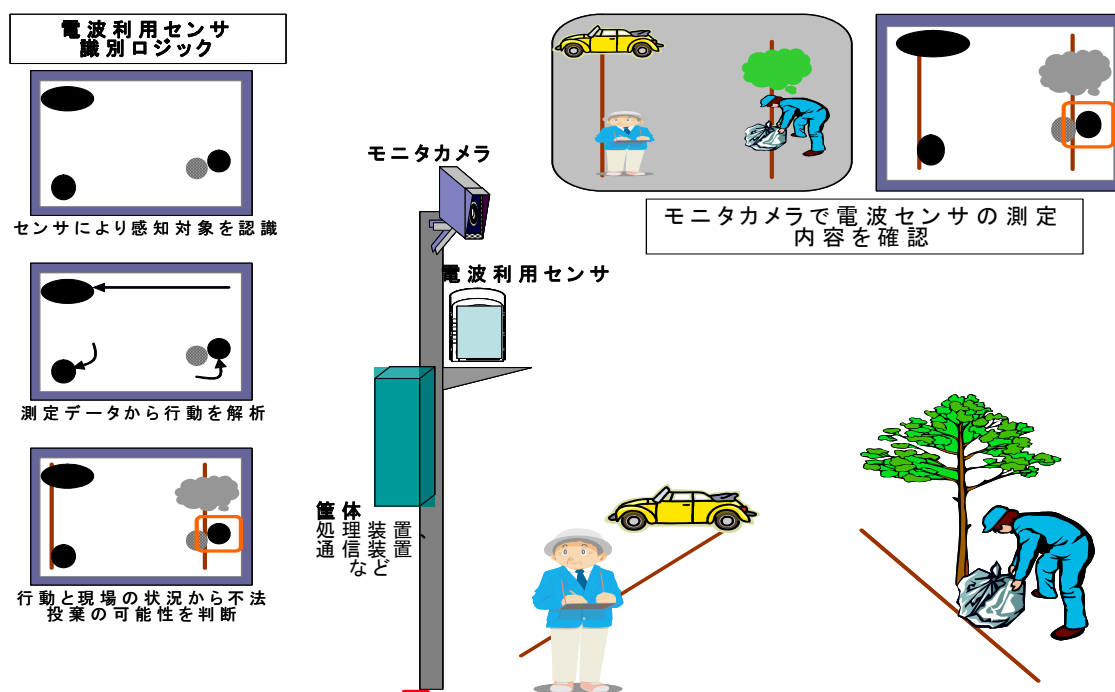 電波利用センサ
識別ロジック
センサにより感知対象を認識
測定データから行動を解析
行動と現場の状況から不法
投棄の可能性を判断
モニタカメラ
電波利用センサ
筐体
処理装置
通信装置
など
モニタカメラで電波センサの測定
内容を確認